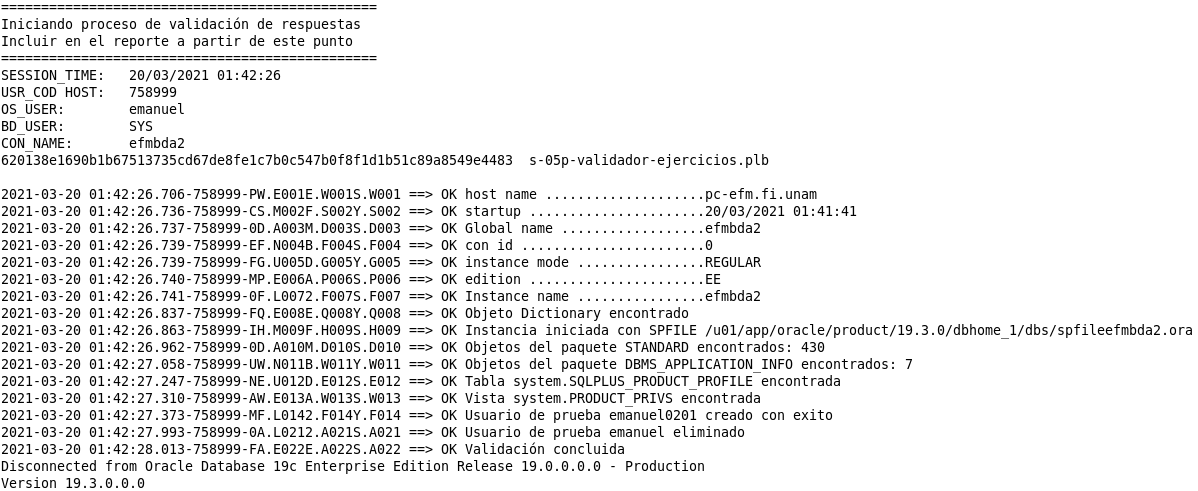 ===============================================
Iniciando proceso de validación de respuestas
Incluir en el reporte a partir de este punto
===============================================
SESSION_TIME:   20/03/2021 01:42:26
USR_COD HOST:   758999
OS_USER:        emanuel
BD_USER:        SYS
CON_NAME:       efmbda2
620138e1690b1b67513735cd67de8fe1c7b0c547b0f8f1d1b51c89a8549e4483  s-05p-validador-ejercicios.plb

2021-03-20 01:42:26.706-758999-PW.E001E.W001S.W001 ==> OK host name ....................pc-efm.fi.unam
2021-03-20 01:42:26.736-758999-CS.M002F.S002Y.S002 ==> OK startup ......................20/03/2021 01:41:41
2021-03-20 01:42:26.737-758999-0D.A003M.D003S.D003 ==> OK Global name ..................efmbda2
2021-03-20 01:42:26.739-758999-EF.N004B.F004S.F004 ==> OK con id .......................0
2021-03-20 01:42:26.739-758999-FG.U005D.G005Y.G005 ==> OK instance mode ................REGULAR
2021-03-20 01:42:26.740-758999-MP.E006A.P006S.P006 ==> OK edition ......................EE
2021-03-20 01:42:26.741-758999-0F.L0072.F007S.F007 ==> OK Instance name ................efmbda2
2021-03-20 01:42:26.837-758999-FQ.E008E.Q008Y.Q008 ==> OK Objeto Dictionary encontrado
2021-03-20 01:42:26.863-758999-IH.M009F.H009S.H009 ==> OK Instancia iniciada con SPFILE /u01/app/oracle/product/19.3.0/dbhome_1/dbs/spfileefmbda2.ora
2021-03-20 01:42:26.962-758999-0D.A010M.D010S.D010 ==> OK Objetos del paquete STANDARD encontrados: 430
2021-03-20 01:42:27.058-758999-UW.N011B.W011Y.W011 ==> OK Objetos del paquete DBMS_APPLICATION_INFO encontrados: 7
2021-03-20 01:42:27.247-758999-NE.U012D.E012S.E012 ==> OK Tabla system.SQLPLUS_PRODUCT_PROFILE encontrada
2021-03-20 01:42:27.310-758999-AW.E013A.W013S.W013 ==> OK Vista system.PRODUCT_PRIVS encontrada
2021-03-20 01:42:27.373-758999-MF.L0142.F014Y.F014 ==> OK Usuario de prueba emanuel0201 creado con exito
2021-03-20 01:42:27.993-758999-0A.L0212.A021S.A021 ==> OK Usuario de prueba emanuel eliminado
2021-03-20 01:42:28.013-758999-FA.E022E.A022S.A022 ==> OK Validación concluida
Disconnected from Oracle Database 19c Enterprise Edition Release 19.0.0.0.0 - Production
Version 19.3.0.0.0